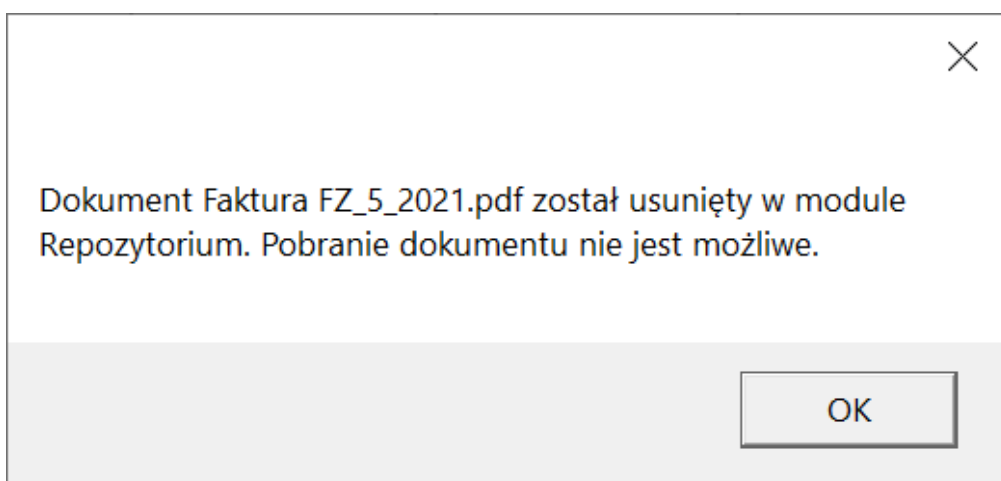 Dokument Faktura FZ_5_2021.pdf został usunięty w module
Repozytorium. Pobranie dokumentu nie jest możliwe.
OK